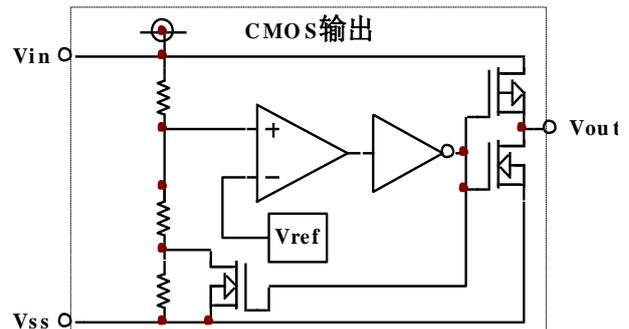 CMOS输出
Vin
+
Vout
−
Vref
Vss